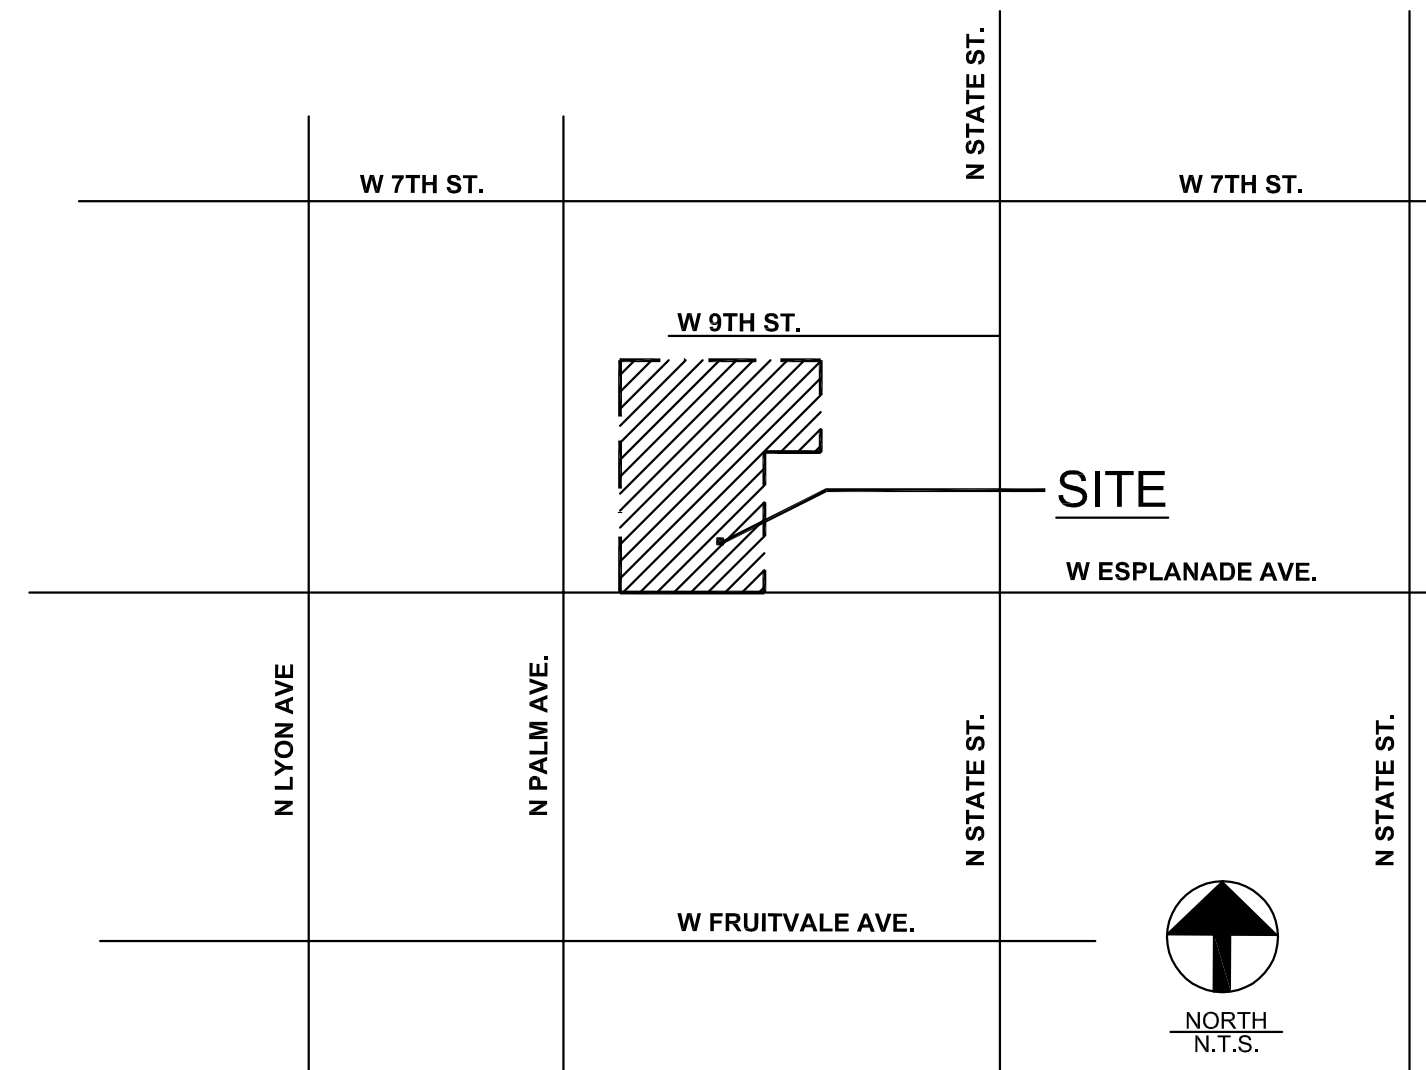 N STATE ST.
W 7TH ST.
W 7TH ST.
W 9TH ST.
SITE
W ESPLANADE AVE.
N LYON AVE
N PALM AVE.
N STATE ST.
N STATE ST.
W FRUITVALE AVE.
NORTH
N.T.S.